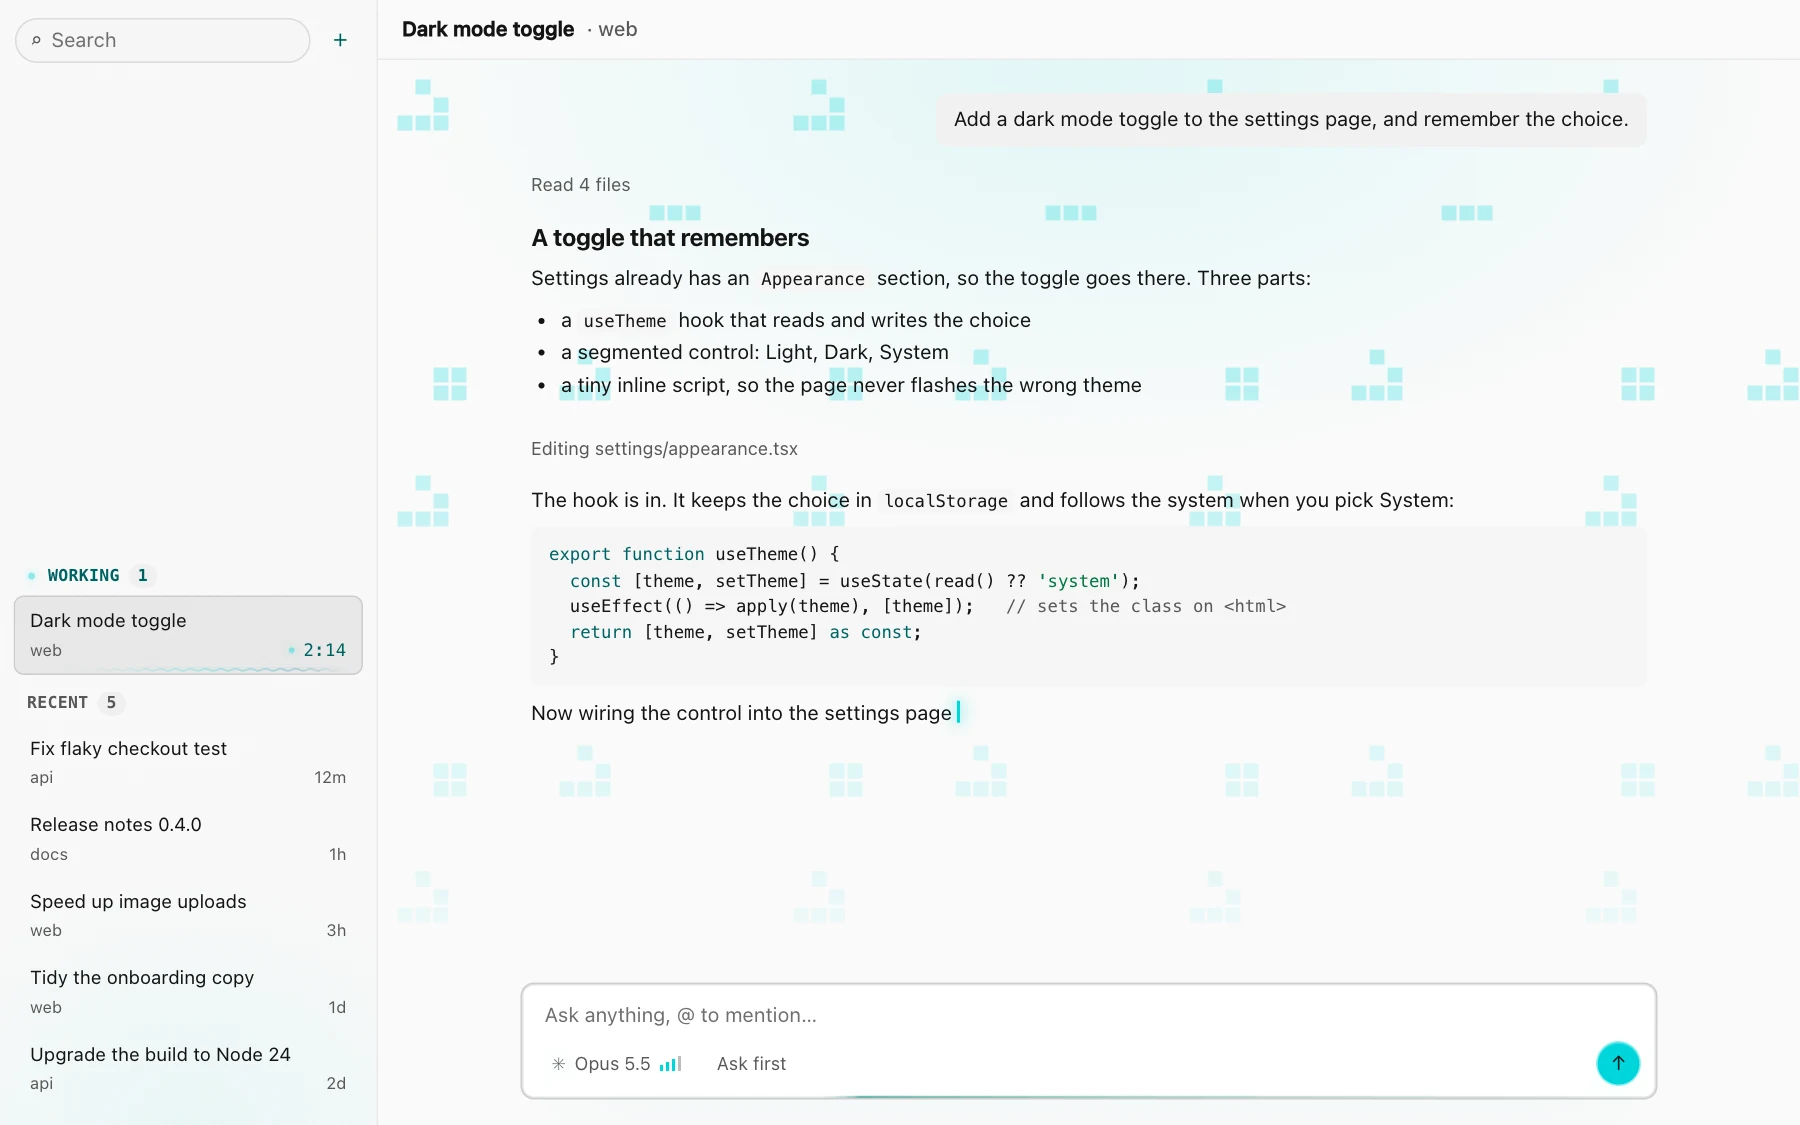 Search
+
WORKING 1
Dark mode toggle
web
2:14
RECENT 5
Fix flaky checkout test
api
12m
Release notes 0.4.0
docs
1h
Speed up image uploads
web
3h
Tidy the onboarding copy
web
1d
Upgrade the build to Node 24
api
2d
Dark mode toggle · web
Add a dark mode toggle to the settings page, and remember the choice.
Read 4 files
A toggle that remembers
Settings already has an Appearance section, so the toggle goes there. Three parts:
• a useTheme hook that reads and writes the choice
• a segmented control: Light, Dark, System
• a tiny inline script, so the page never flashes the wrong theme
Editing settings/appearance.tsx
The hook is in. It keeps the choice in localStorage and follows the system when you pick System:
export function useTheme() {
const [theme, setTheme] = useState(read() ?? 'system');
useEffect(() => apply(theme), [theme]); // sets the class on <html>
return [theme, setTheme] as const;
}
Now wiring the control into the settings page
Ask anything, @ to mention...
Opus 5.5
Ask first